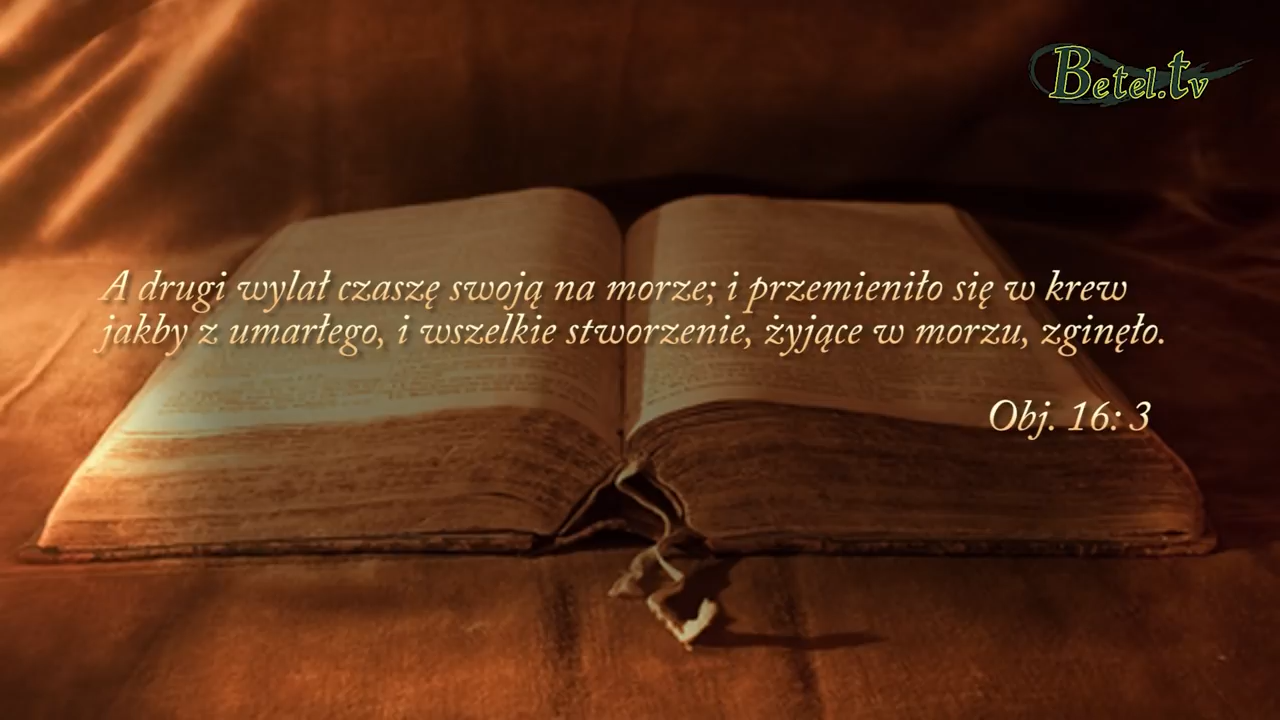 Betel.tv
A drugi wylał czaszę swoją na morze; i przemieniło się w krew
jakby z umarłego, i wszelkie stworzenie, żyjące w morzu, zginęło.
Obj. 16: 3